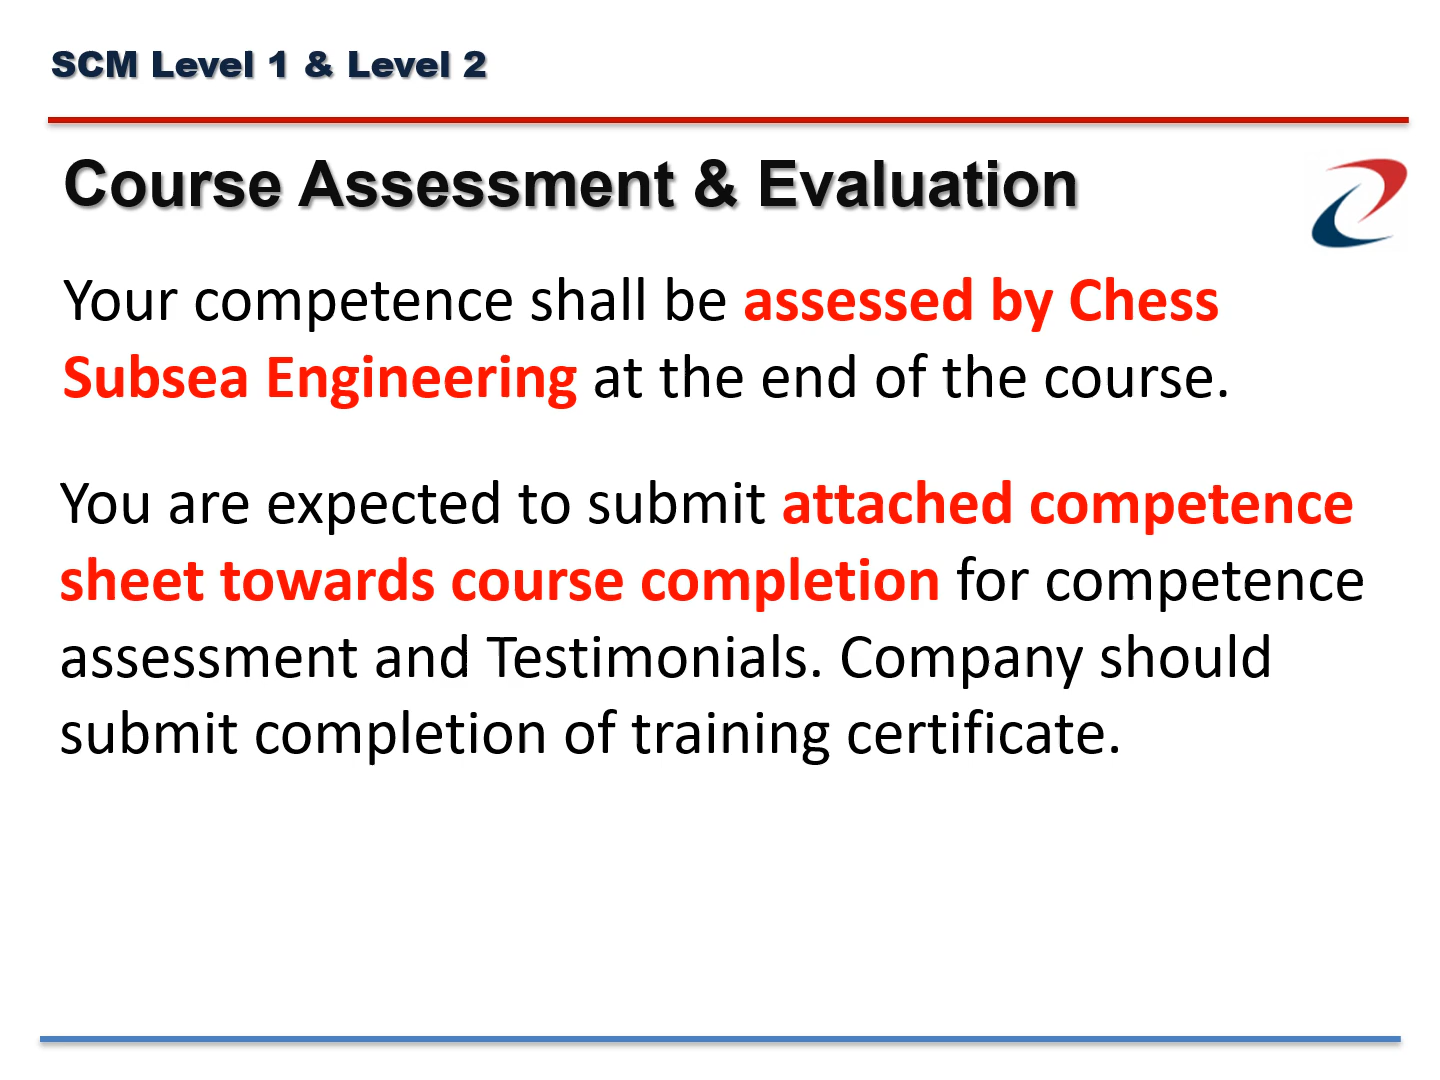 SCM Level 1 & Level 2
Course Assessment & Evaluation
Your competence shall be assessed by Chess
Subsea Engineering at the end of the course.
You are expected to submit attached competence
sheet towards course completion for competence
assessment and Testimonials. Company should
submit completion of training certificate.